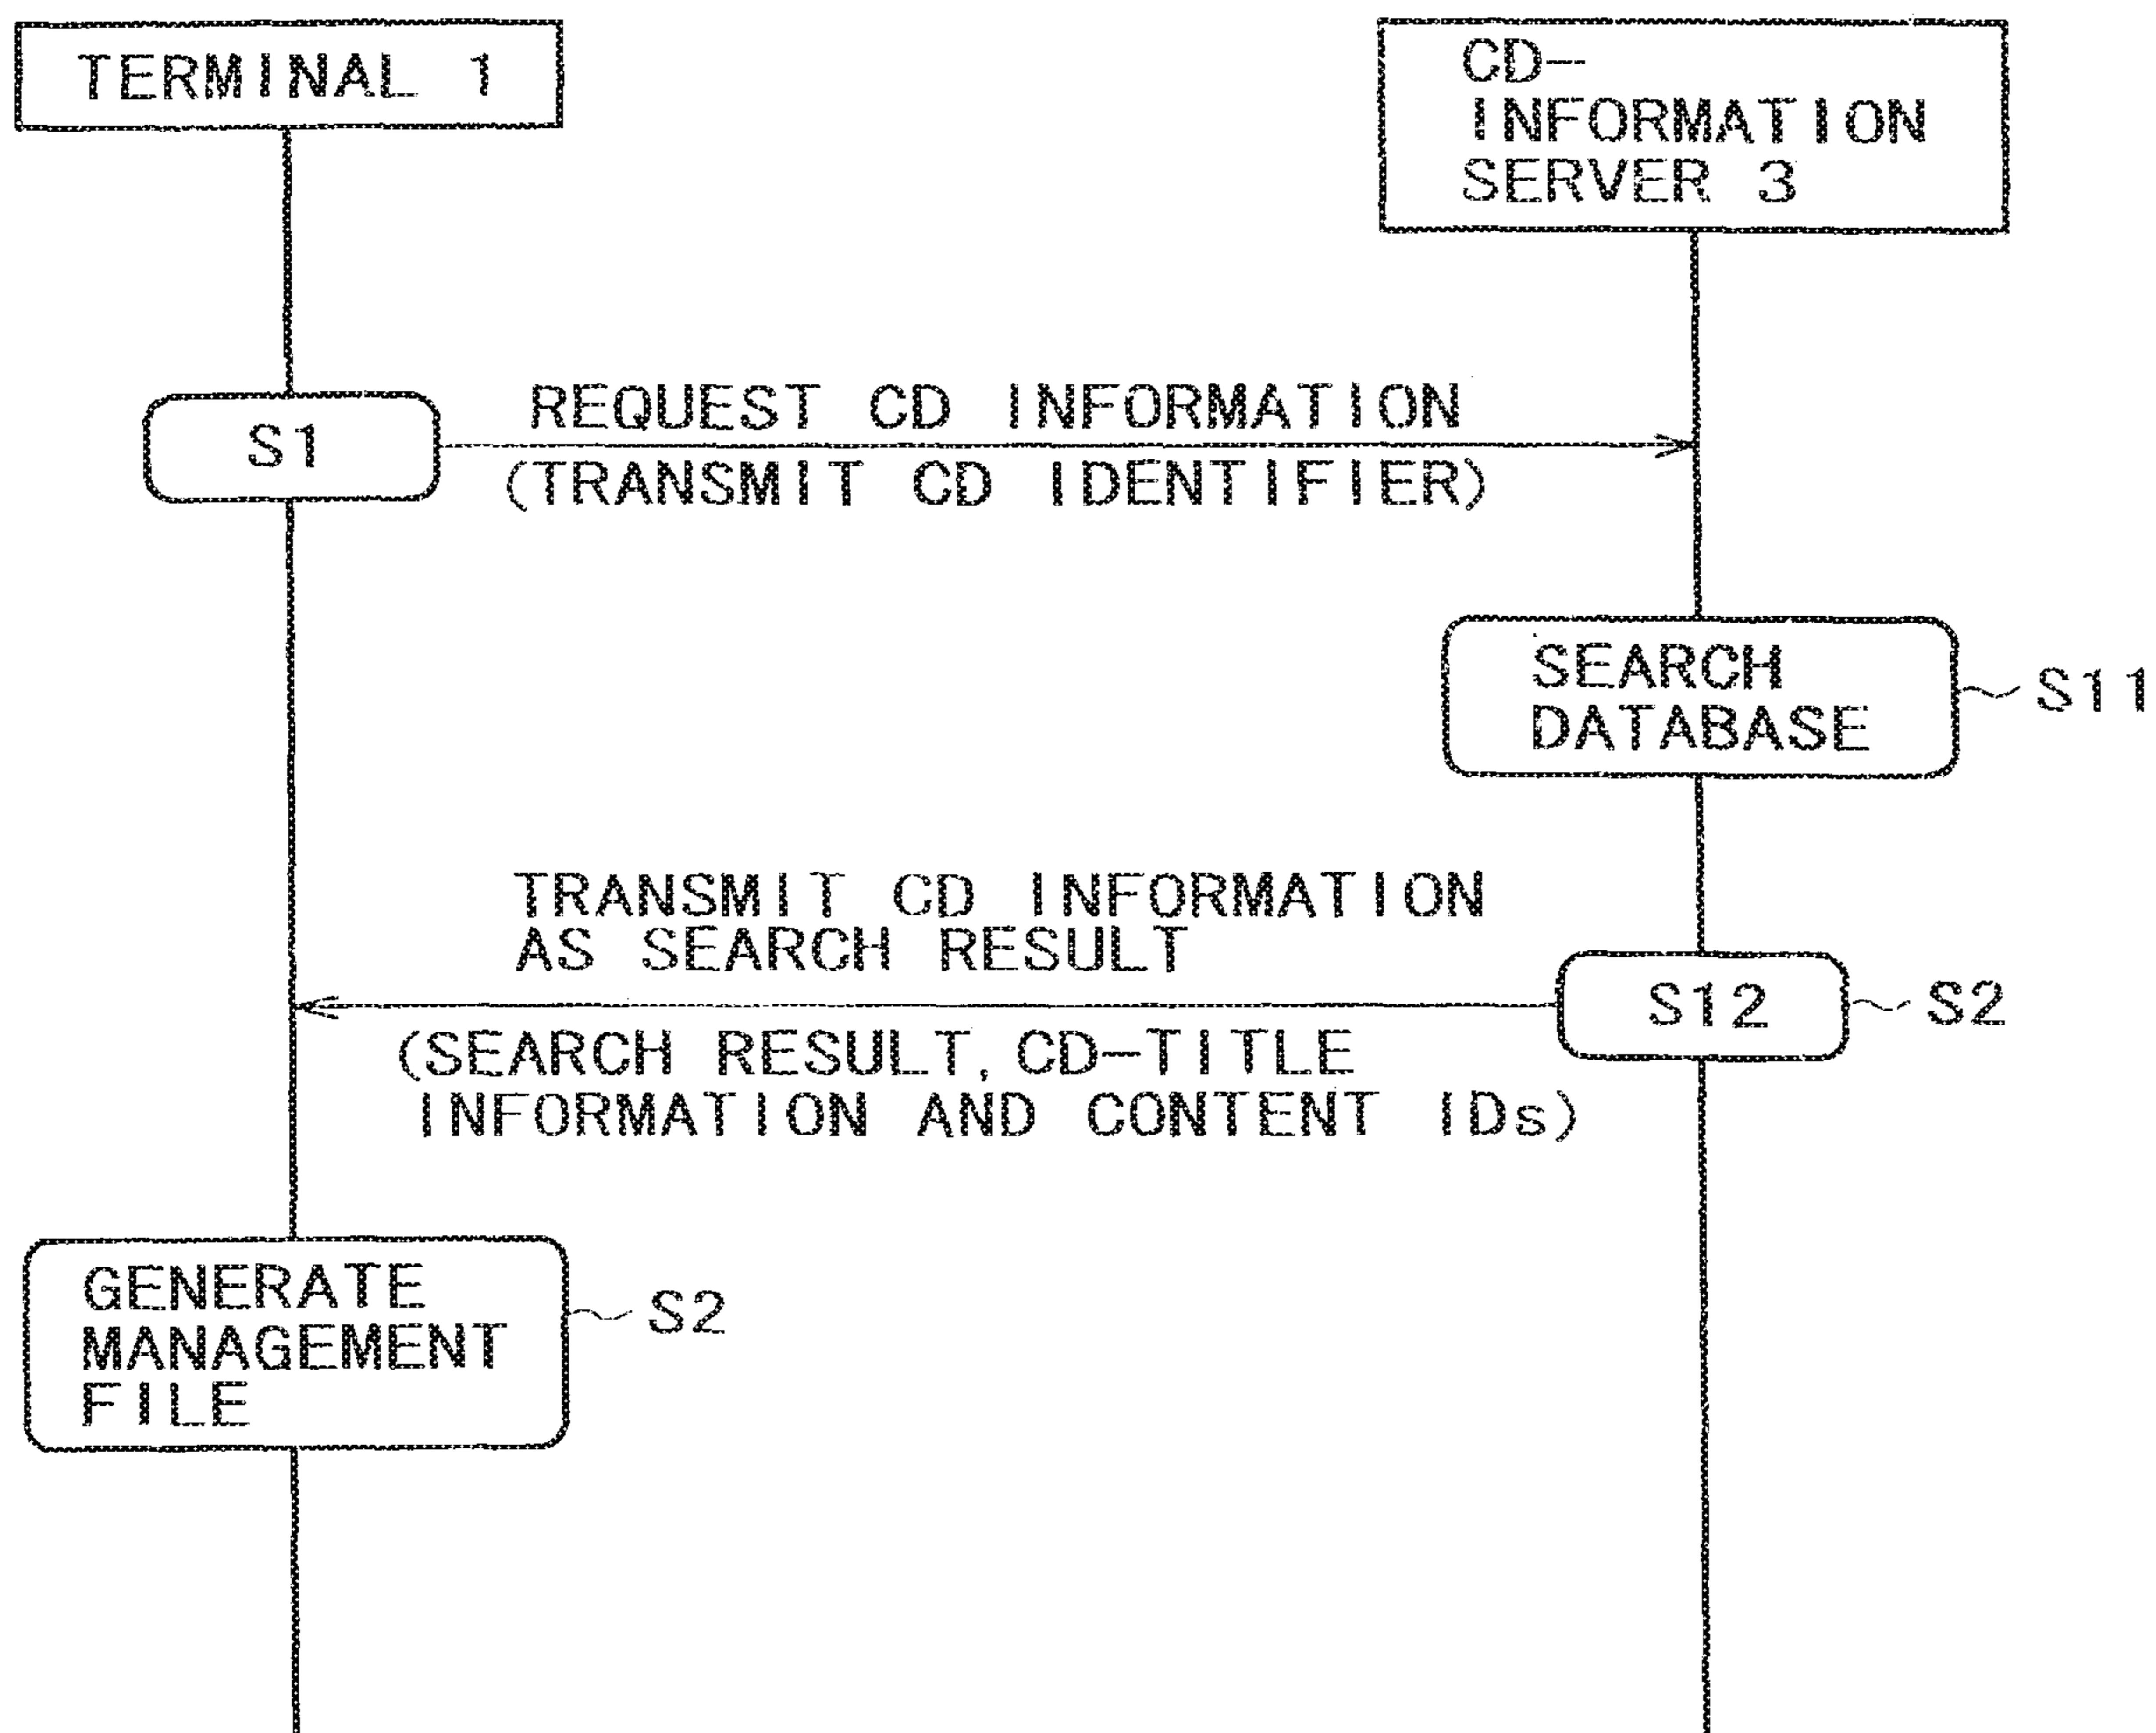 TERMINAL 1
CD-
INFORMATION
SERVER 3
S1
REQUEST CD INFORMATION
(TRANSMIT CD IDENTIFIER)
SEARCH
DATABASE
S11
TRANSMIT CD INFORMATION
AS SEARCH RESULT
S12
S2
(SEARCH RESULT, CD-TITLE
INFORMATION AND CONTENT IDs)
GENERATE
MANAGEMENT
FILE
S2